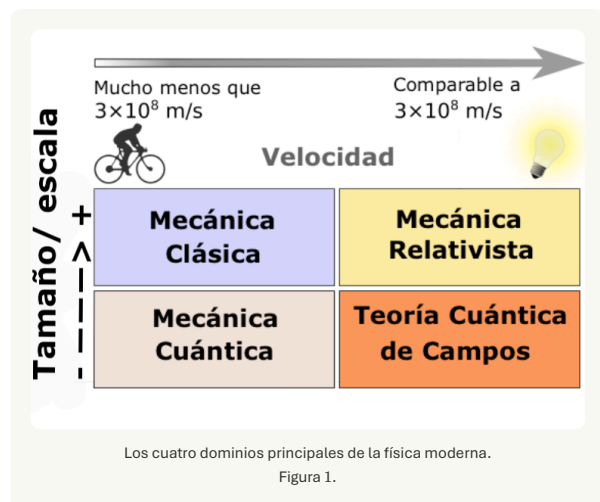 Mucho menos que
3×10⁸ m/s
Comparable a
3×10⁸ m/s
Velocidad
Tamaño/ escala
- ————> +
Mecánica
Clásica
Mecánica
Relativista
Mecánica
Cuántica
Teoría Cuántica
de Campos
Los cuatro dominios principales de la física moderna.
Figura 1.